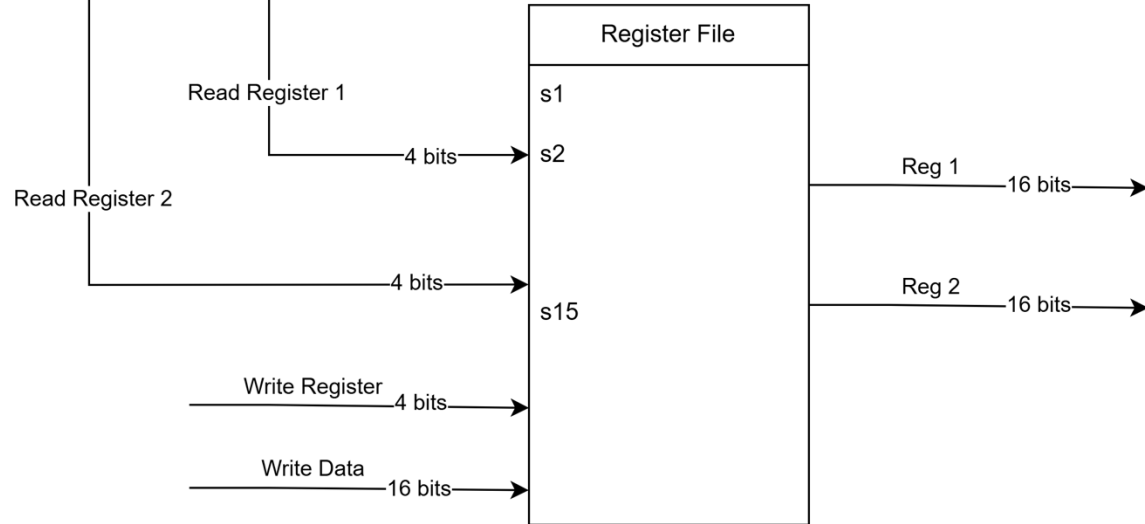 Register File
Read Register 1
s1
4 bits
s2
Reg 1
16 bits
Read Register 2
4 bits
Reg 2
16 bits
s15
Write Register
4 bits
Write Data
16 bits